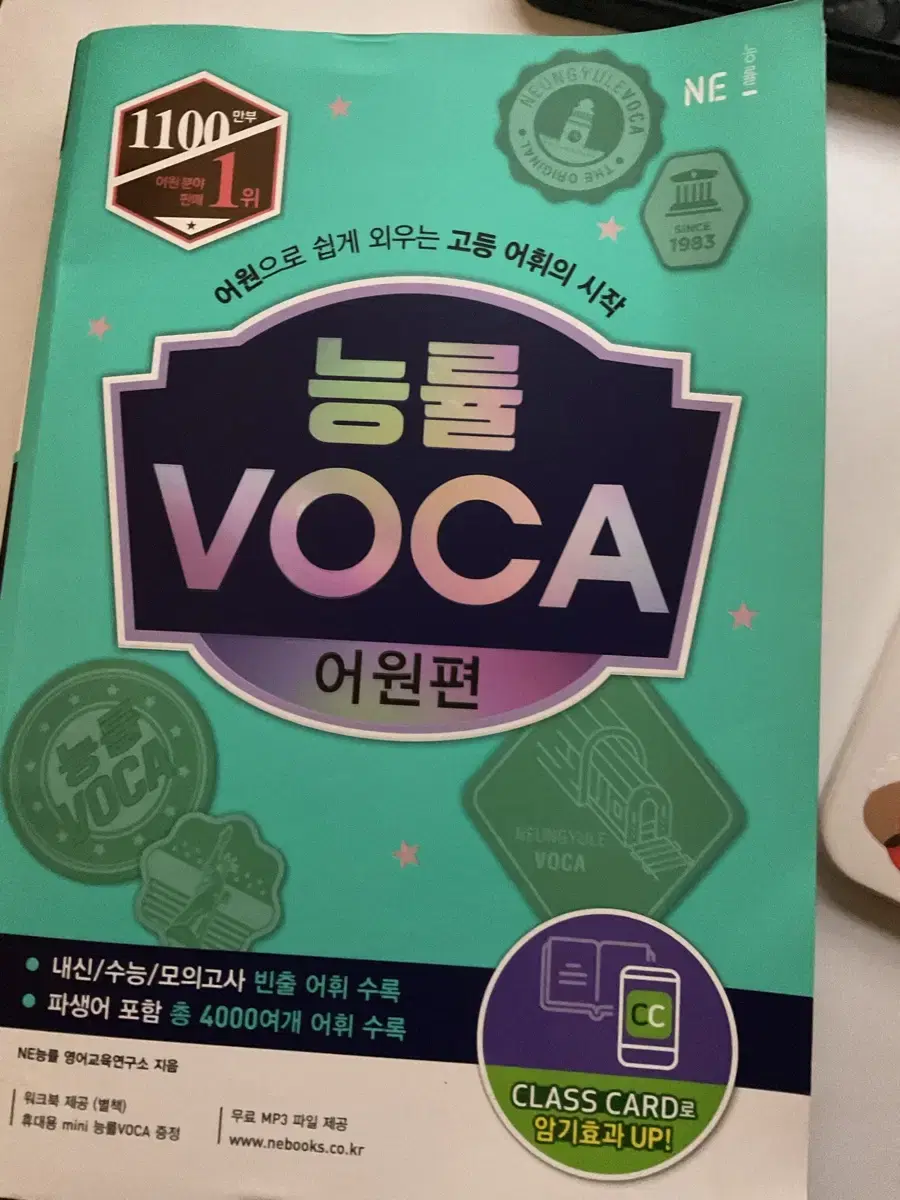 1100만부
어원 분야
판매 1위
NEUNGYULE VOCA
THE ORIGINAL
NE 능률
SINCE
1983
어원으로 쉽게 외우는 고등 어휘의 시작
능률
VOCA
어원편
능률
VOCA
NEUNGYULE
VOCA
• 내신/수능/모의고사 빈출 어휘 수록
• 파생어 포함 총 4000여개 어휘 수록
CC
CLASS CARD로
암기효과 UP!
NE능률 영어교육연구소 지음
워크북 제공 (별책)
휴대용 mini 능률VOCA 증정
무료 MP3 파일 제공
www.nebooks.co.kr